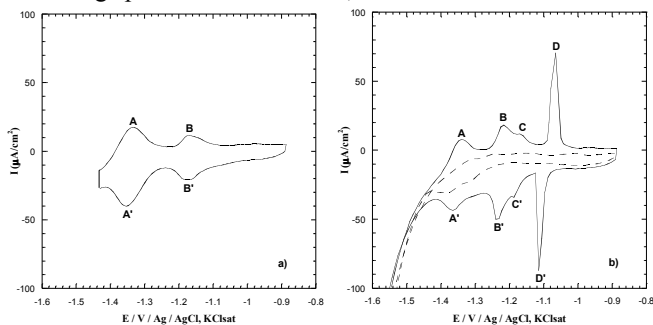 100
50
0
-50
-100
I (µA/cm²)
A
B
A'
B'
a)
-1.6 -1.5 -1.4 -1.3 -1.2 -1.1 -1 -0.9 -0.8
E / V / Ag / AgCl, KClsat
100
50
0
-50
-100
I (µA/cm²)
D
B
C
A
A'
B'
C'
D'
b)
-1.6 -1.5 -1.4 -1.3 -1.2 -1.1 -1 -0.9 -0.8
E / V / Ag / AgCl, KClsat